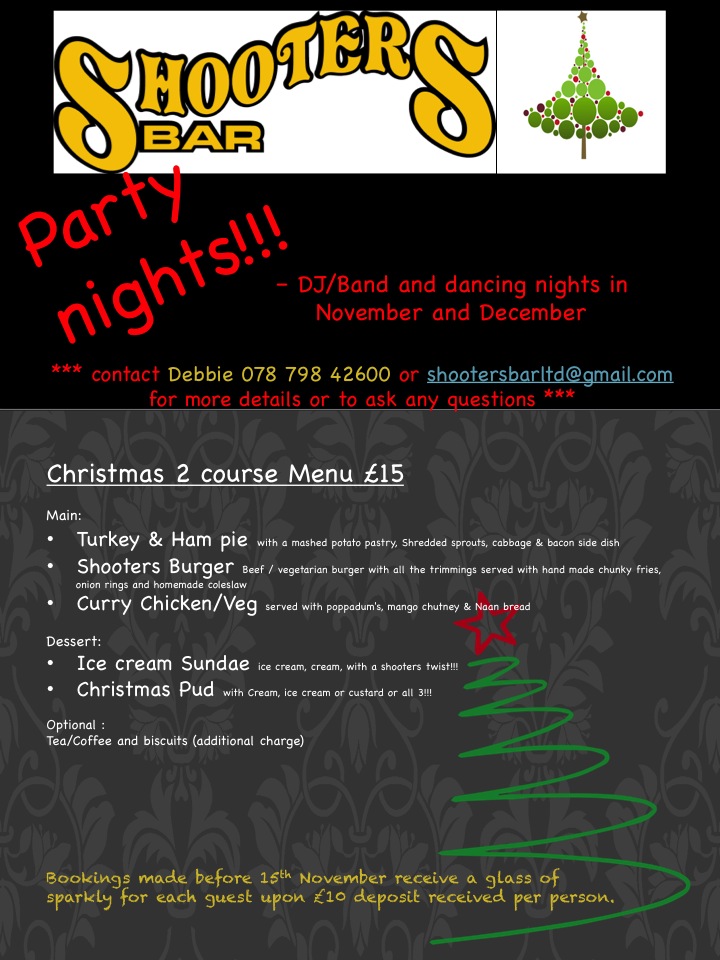 SHOOTERS
BAR
Party
nights!!!
– DJ/Band and dancing nights in
November and December
*** contact Debbie 078 798 42600 or shootersbarltd@gmail.com
for more details or to ask any questions ***
Christmas 2 course Menu £15
Main:
• Turkey & Ham pie with a mashed potato pastry, Shredded sprouts, cabbage & bacon side dish
• Shooters Burger Beef / vegetarian burger with all the trimmings served with hand made chunky fries,
onion rings and homemade coleslaw
• Curry Chicken/Veg served with poppadum's, mango chutney & Naan bread
Dessert:
• Ice cream Sundae ice cream, cream, with a shooters twist!!!
• Christmas Pud with Cream, ice cream or custard or all 3!!!
Optional :
Tea/Coffee and biscuits (additional charge)
Bookings made before 15th November receive a glass of
sparkly for each guest upon £10 deposit received per person.